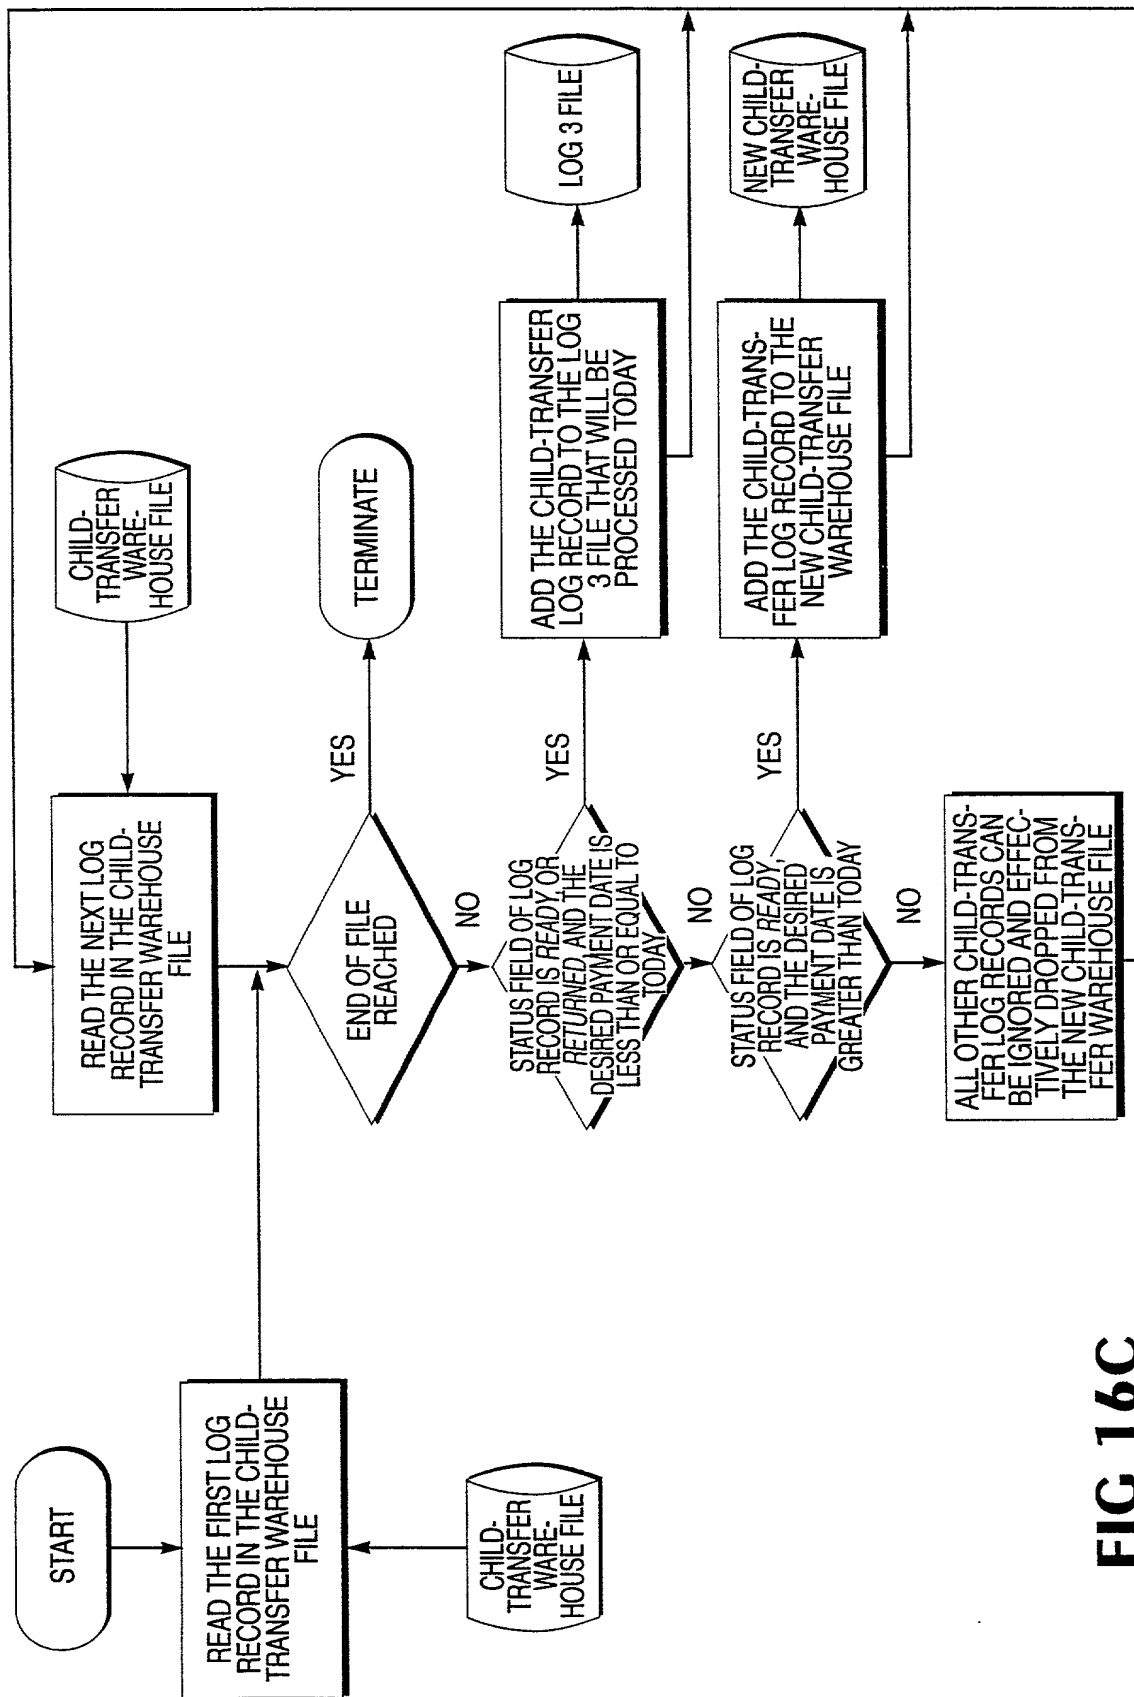 START
READ THE FIRST LOG
RECORD IN THE CHILD-
TRANSFER WAREHOUSE
FILE
CHILD-
TRANSFER
WARE-
HOUSE FILE
READ THE NEXT LOG
RECORD IN THE CHILD-
TRANSFER WAREHOUSE
FILE
CHILD-
TRANSFER
WARE-
HOUSE FILE
END OF FILE
REACHED
YES
TERMINATE
NO
STATUS FIELD OF LOG
RECORD IS READY, OR
RETURNED, AND THE
DESIRED PAYMENT DATE IS
LESS THAN OR EQUAL TO
TODAY
YES
ADD THE CHILD-TRANSFER
LOG RECORD TO THE LOG
3 FILE THAT WILL BE
PROCESSED TODAY
LOG 3 FILE
NO
STATUS FIELD OF LOG
RECORD IS READY,
AND THE DESIRED
PAYMENT DATE IS
GREATER THAN TODAY
YES
ADD THE CHILD-TRANS-
FER LOG RECORD TO THE
NEW CHILD-TRANSFER
WAREHOUSE FILE
NEW CHILD-
TRANSFER
WARE-
HOUSE FILE
NO
ALL OTHER CHILD-TRANS-
FER LOG RECORDS CAN
BE IGNORED AND EFFEC-
TIVELY DROPPED FROM
THE NEW CHILD-TRANS-
FER WAREHOUSE FILE
FIG 16C